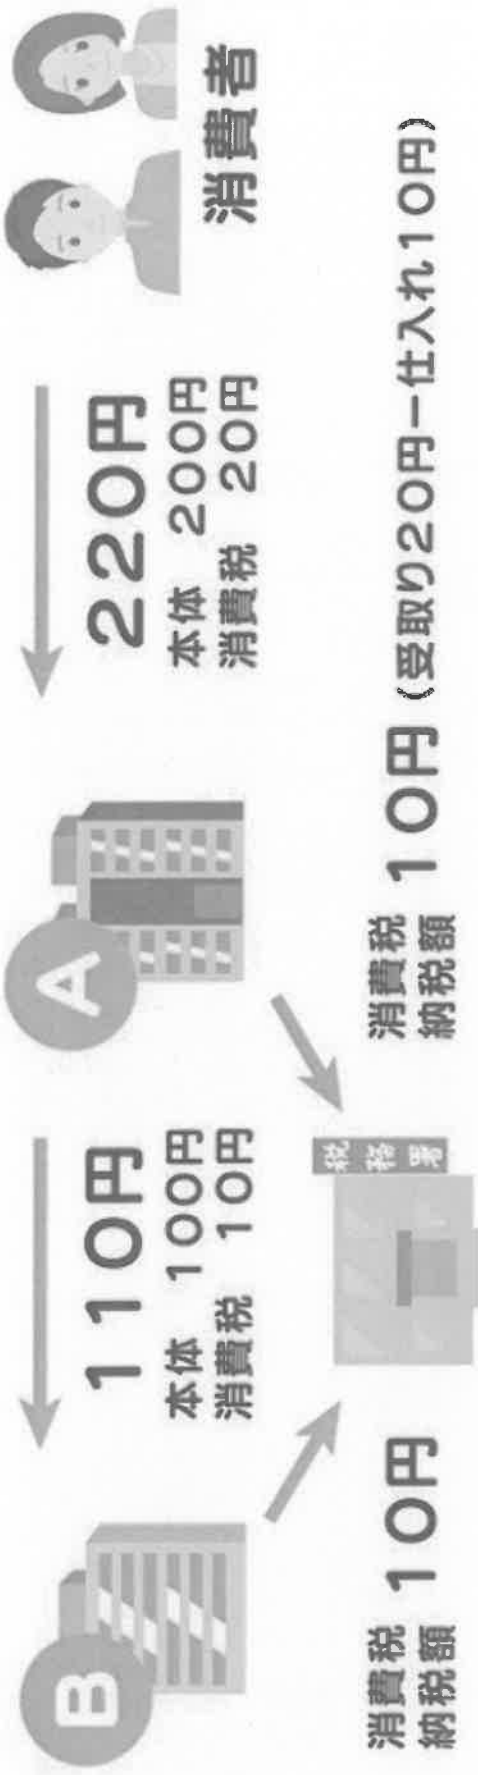 B
110円
本体 100円
消費税 10円
A
220円
本体 200円
消費税 20円
消費者
消費税
納税額 10円
税務署
消費税
納税額 10円（受取り20円－仕入れ10円）